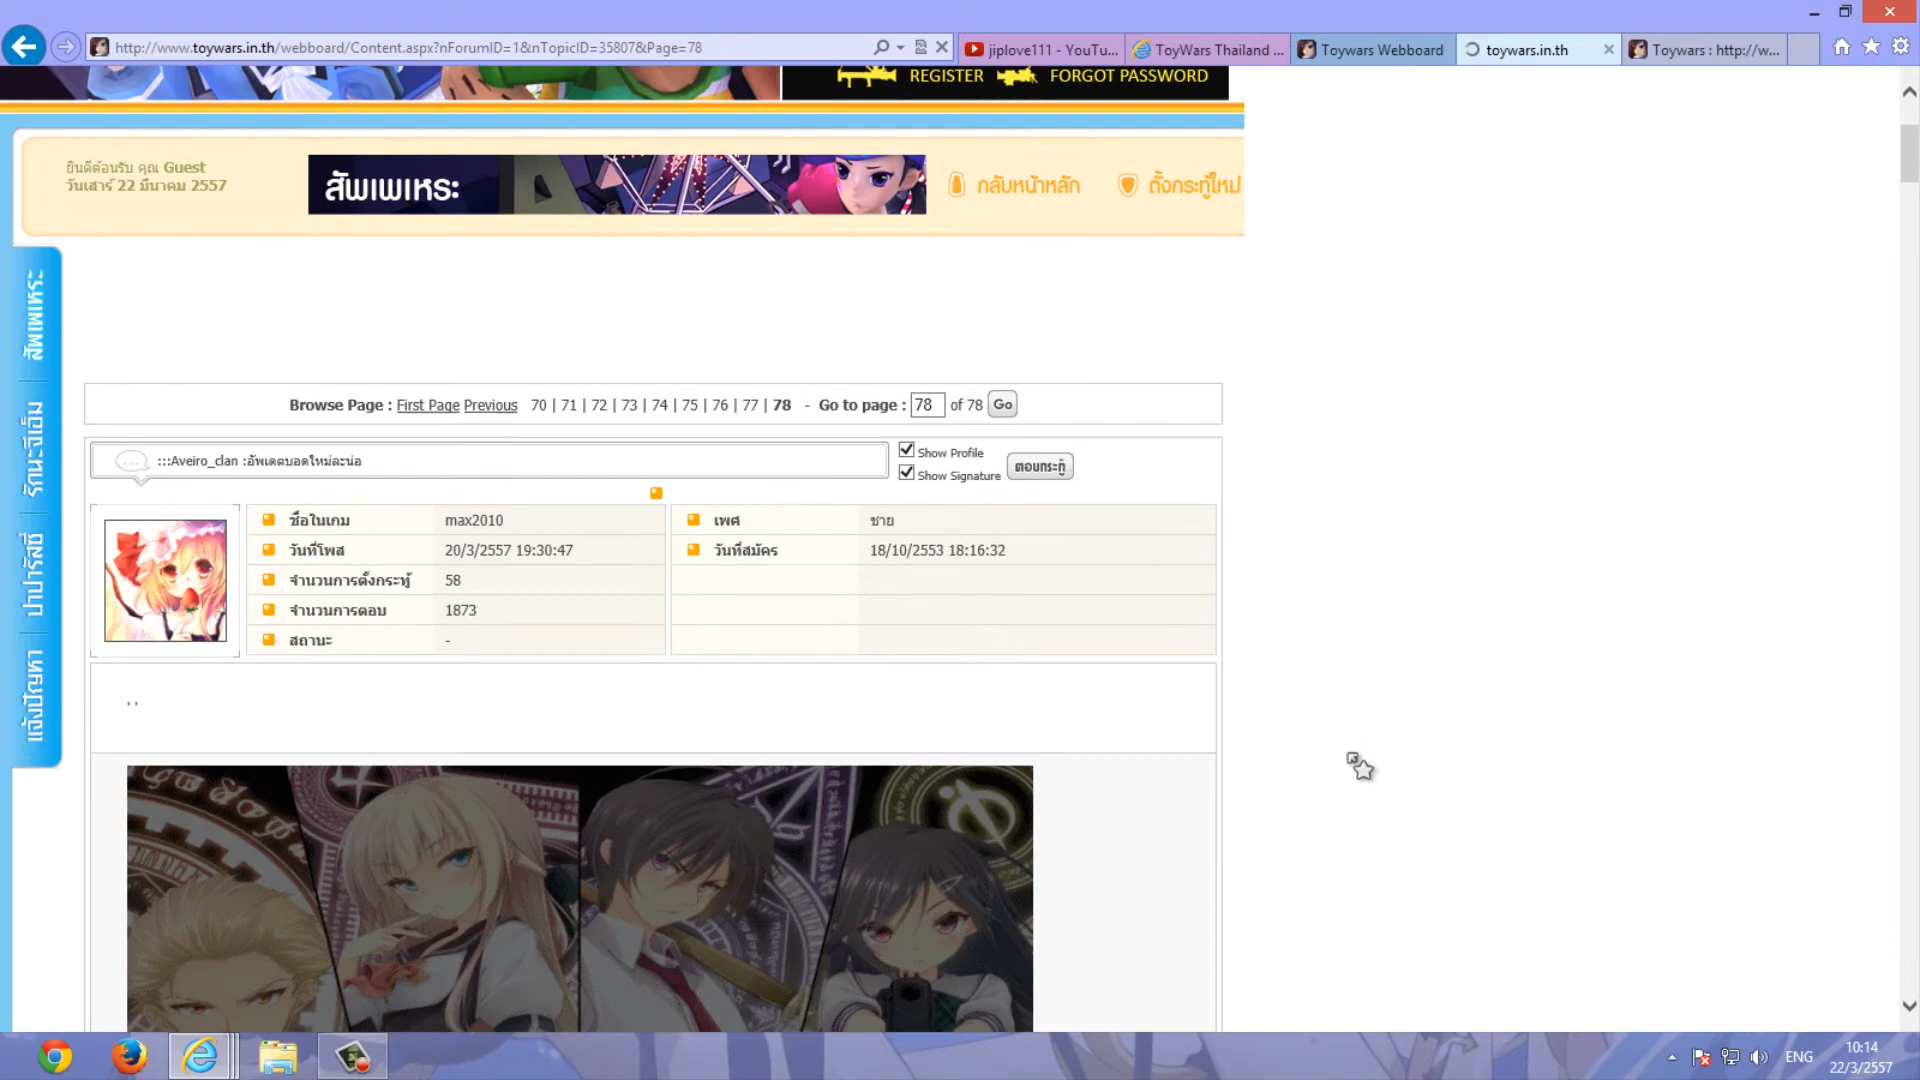 http://www.toywars.in.th/webboard/Content.aspx?nForumID=1&nTopicID=35807&Page=78
jiplove111 - YouTu...
ToyWars Thailand ...
Toywars Webboard
toywars.in.th
Toywars : http://w...
REGISTER
FORGOT PASSWORD
ยินดีต้อนรับ คุณ Guest
วันเสาร์ 22 มีนาคม 2557
สัพเพเหระ
กลับหน้าหลัก
ตั้งกระทู้ใหม่
สัพเพเหระ
รักนะจีเอ็ม
ปาปารัสซี่
แจ้งปัญหา
Browse Page : First Page Previous 70 | 71 | 72 | 73 | 74 | 75 | 76 | 77 | 78 - Go to page : 78 of 78 Go
:::Aveiro_clan :อัพเดตบอดใหม่ละน่อ
Show Profile
Show Signature
ตอบกระทู้
ชื่อในเกม max2010
เพศ ชาย
วันที่โพส 20/3/2557 19:30:47
วันที่สมัคร 18/10/2553 18:16:32
จำนวนการตั้งกระทู้ 58
จำนวนการตอบ 1873
สถานะ -
' '
ENG
10:14
22/3/2557